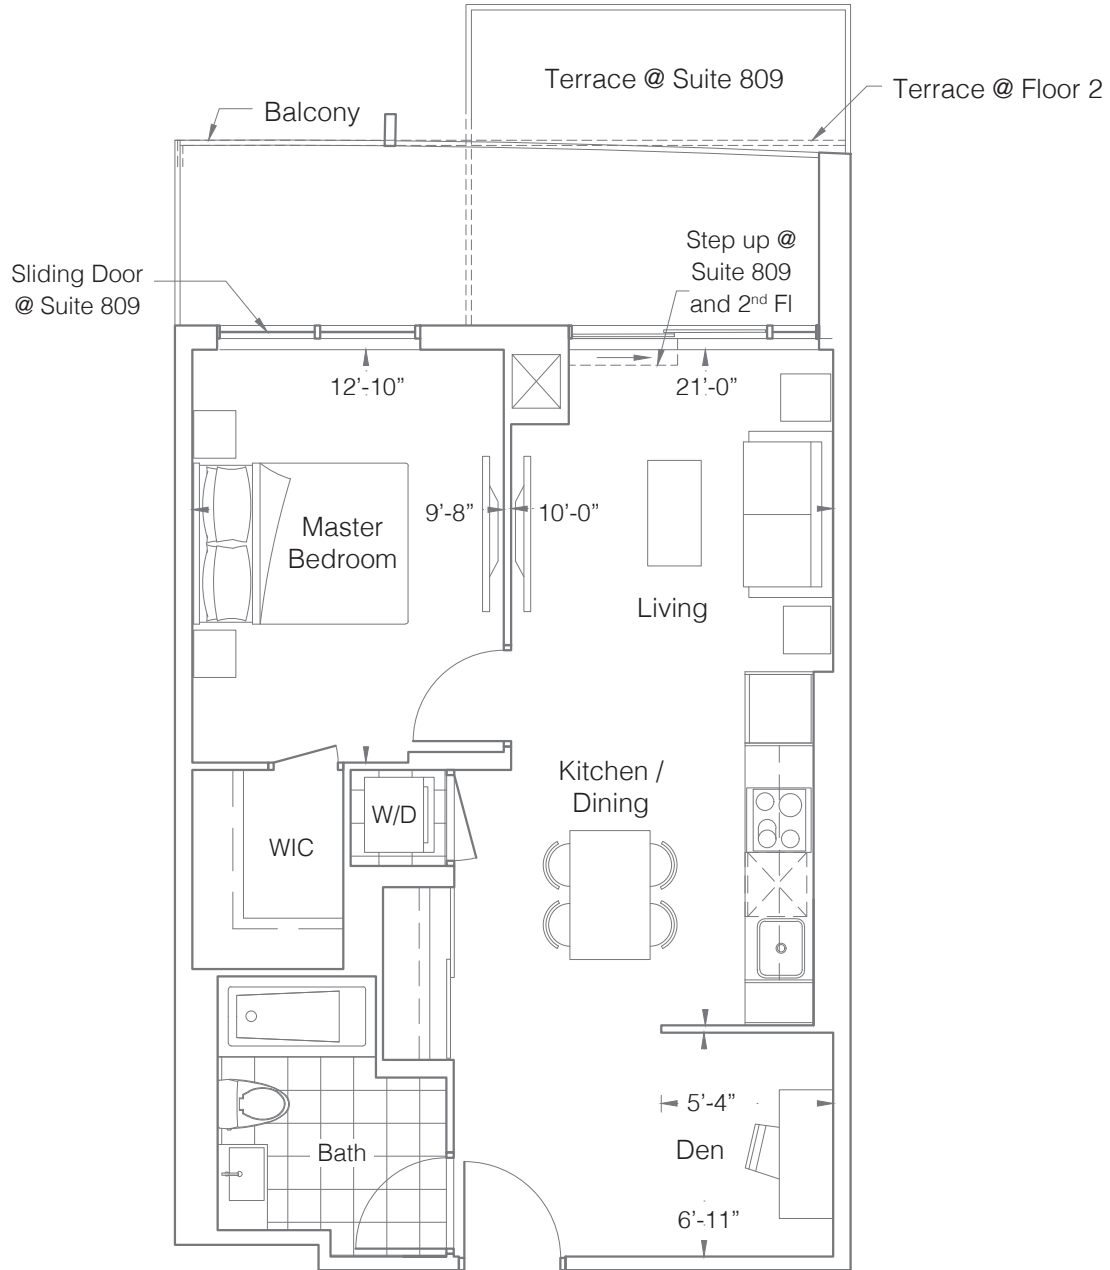 Terrace @ Suite 809
Terrace @ Floor 2
Balcony
Step up @
Suite 809
and 2nd Fl
Sliding Door
@ Suite 809
12’-10”
21’-0”
9’-8”
10’-0”
Master
Bedroom
Living
Kitchen /
Dining
W/D
WIC
5’-4”
Den
Bath
6’-11”